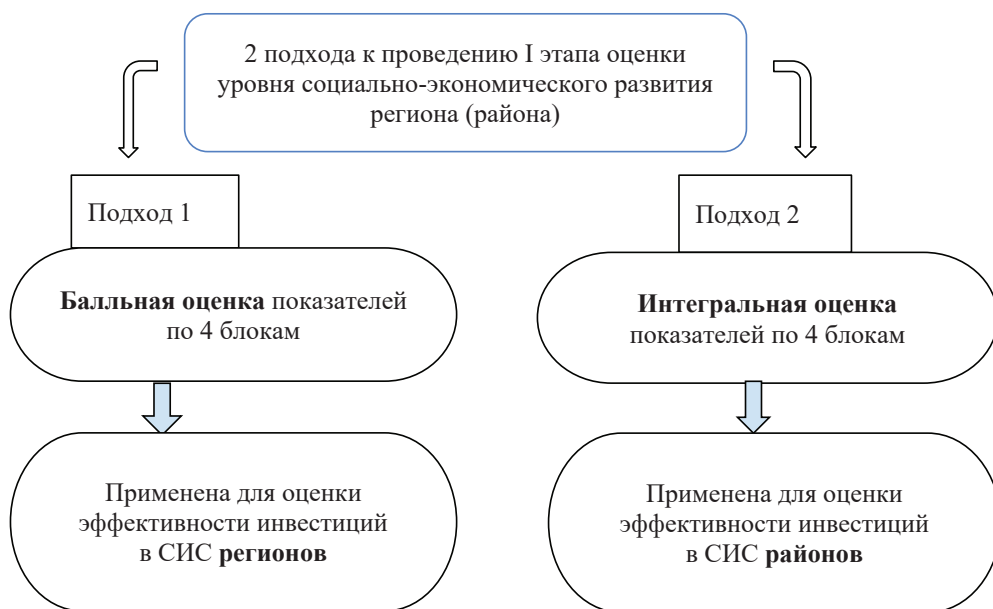 2 подхода к проведению I этапа оценки
уровня социально-экономического развития
региона (района)
Подход 1
Балльная оценка показателей
по 4 блокам
Применена для оценки
эффективности инвестиций
в СИС регионов
Подход 2
Интегральная оценка
показателей по 4 блокам
Применена для оценки
эффективности инвестиций
в СИС районов